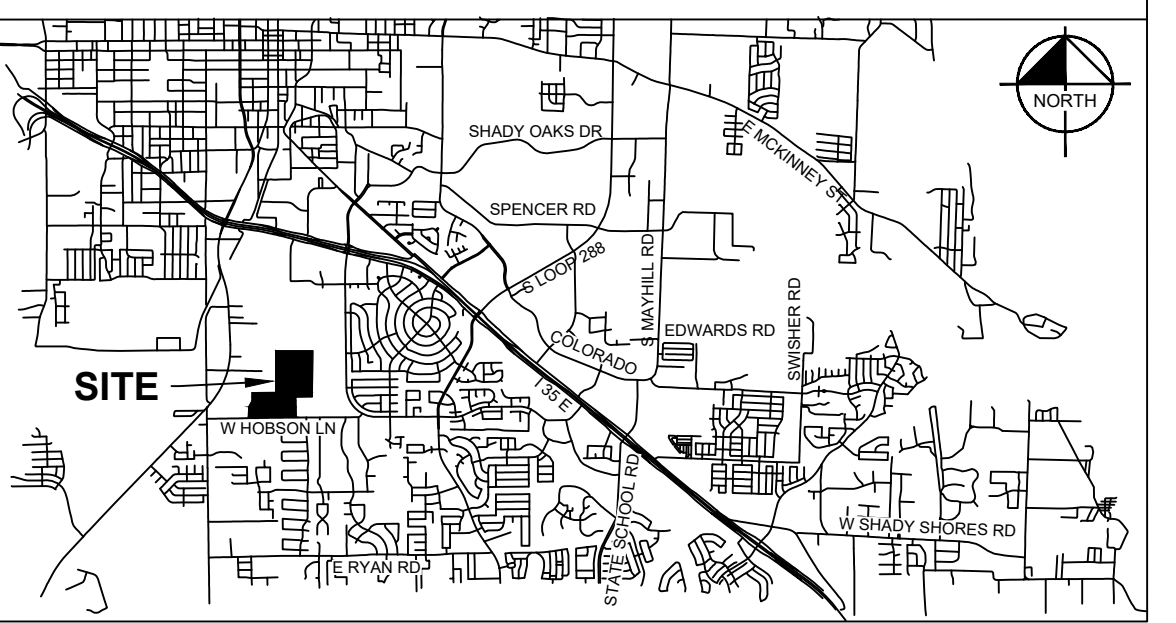 NORTH
SHADY OAKS DR
E MCKINNEY ST
SPENCER RD
S LOOP 288
S MAYHILL RD
SWISHER RD
EDWARDS RD
COLORADO
SITE
I 35 E
W HOBSON LN
STATE SCHOOL RD
W SHADY SHORES RD
E RYAN RD